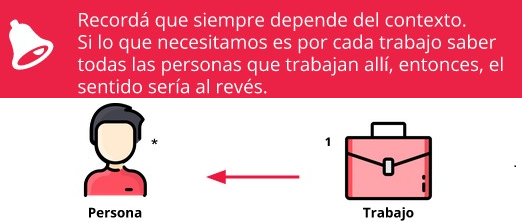 Recordá que siempre depende del contexto.
Si lo que necesitamos es por cada trabajo saber
todas las personas que trabajan allí, entonces, el
sentido sería al revés.
* 1
Persona Trabajo